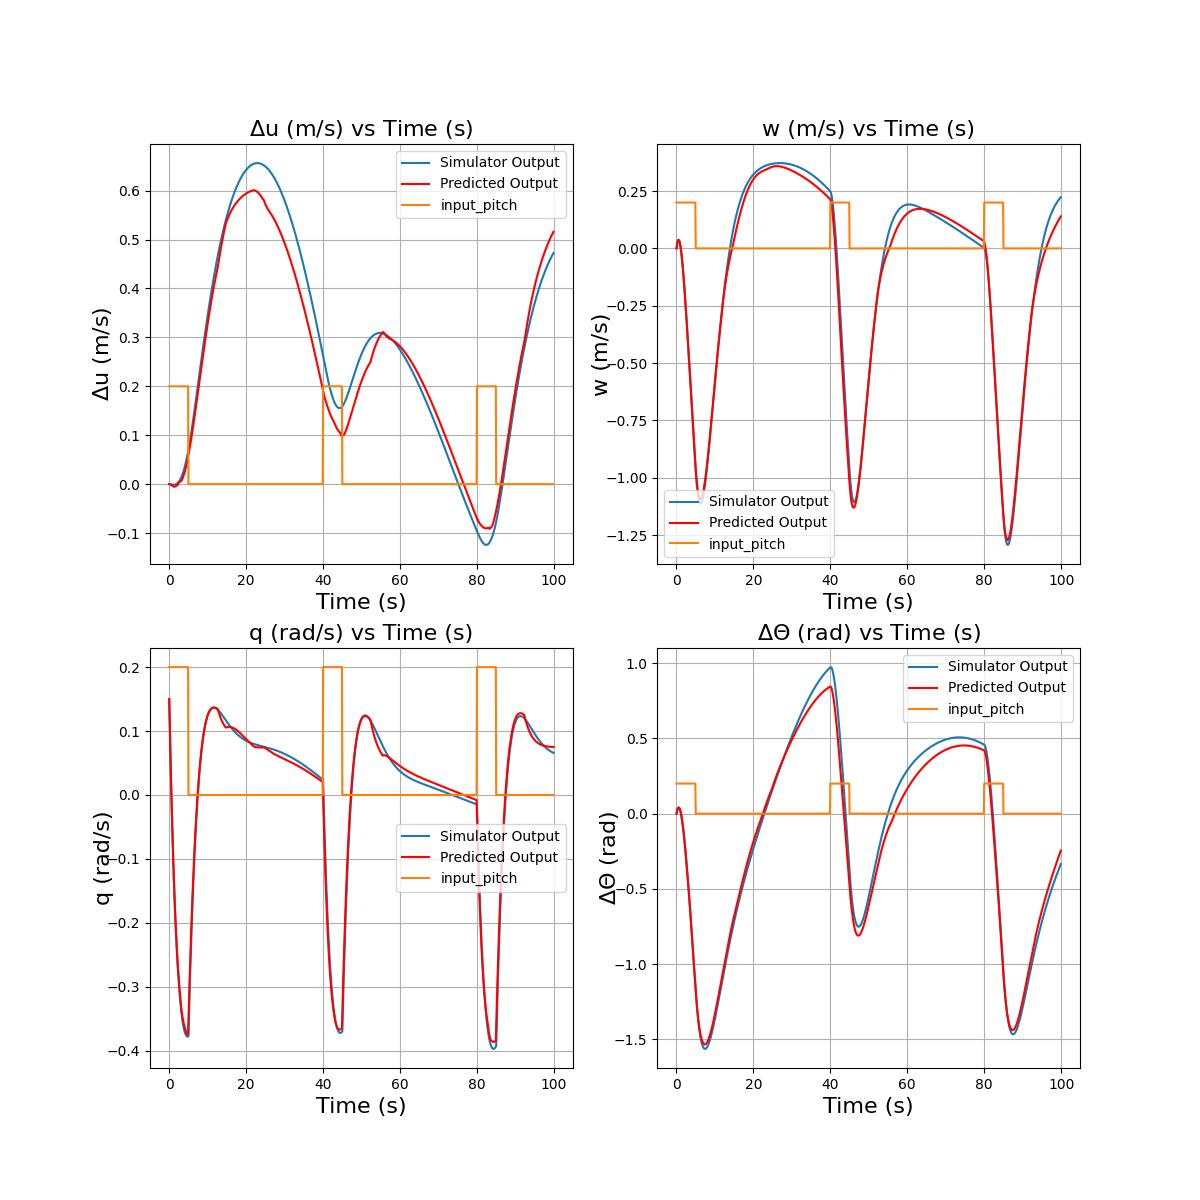 Δu (m/s) vs Time (s)
Simulator Output
Predicted Output
input_pitch
Δu (m/s)
0.6
0.5
0.4
0.3
0.2
0.1
0.0
−0.1
0
20
40
60
80
100
Time (s)
w (m/s) vs Time (s)
w (m/s)
0.25
0.00
−0.25
−0.50
−0.75
−1.00
−1.25
Simulator Output
Predicted Output
input_pitch
0
20
40
60
80
100
Time (s)
q (rad/s) vs Time (s)
q (rad/s)
0.2
0.1
0.0
−0.1
−0.2
−0.3
−0.4
Simulator Output
Predicted Output
input_pitch
0
20
40
60
80
100
Time (s)
ΔΘ (rad) vs Time (s)
Simulator Output
Predicted Output
input_pitch
ΔΘ (rad)
1.0
0.5
0.0
−0.5
−1.0
−1.5
0
20
40
60
80
100
Time (s)